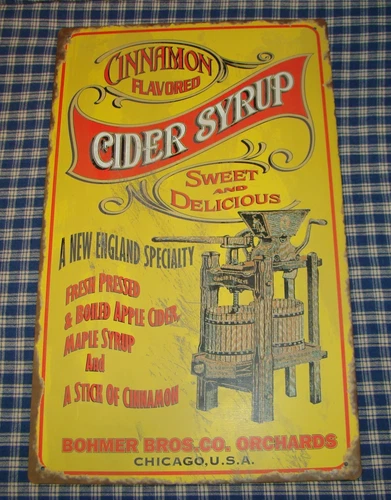 CINNAMON
FLAVORED
CIDER SYRUP
SWEET
AND
DELICIOUS
A NEW ENGLAND SPECIALTY
FRESH PRESSED
& BOILED APPLE CIDER,
MAPLE SYRUP
And
A STICK OF CINNAMON
BOHMER BROS.CO. ORCHARDS
CHICAGO,U.S.A.